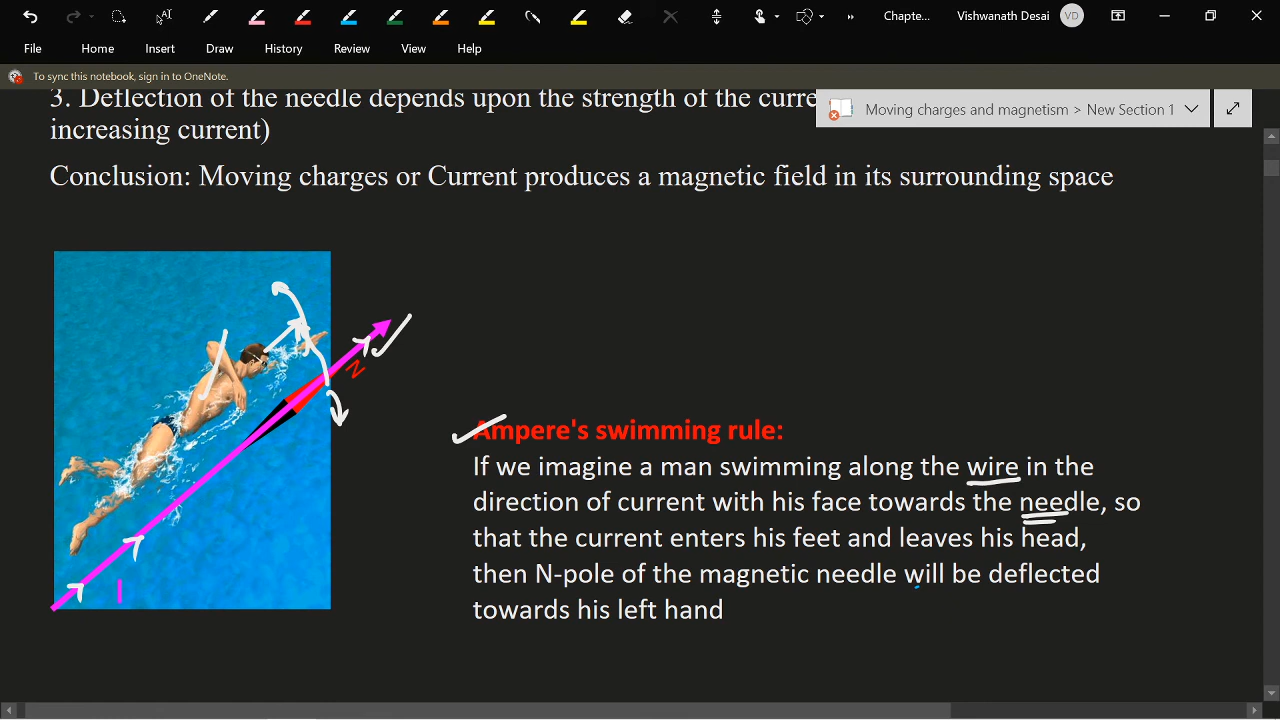 Chapte...
Vishwanath Desai
VD
File
Home
Insert
Draw
History
Review
View
Help
To sync this notebook, sign in to OneNote.
3. Deflection of the needle depends upon the strength of the curre
Moving charges and magnetism > New Section 1
increasing current)
Conclusion: Moving charges or Current produces a magnetic field in its surrounding space
N
I
Ampere's swimming rule:
If we imagine a man swimming along the wire in the
direction of current with his face towards the needle, so
that the current enters his feet and leaves his head,
then N-pole of the magnetic needle will be deflected
towards his left hand